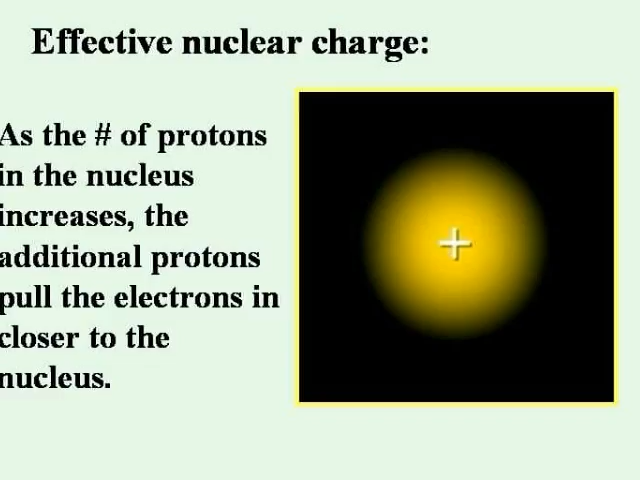 Effective nuclear charge:
As the # of protons
in the nucleus
increases, the
additional protons
pull the electrons in
closer to the
nucleus.
+